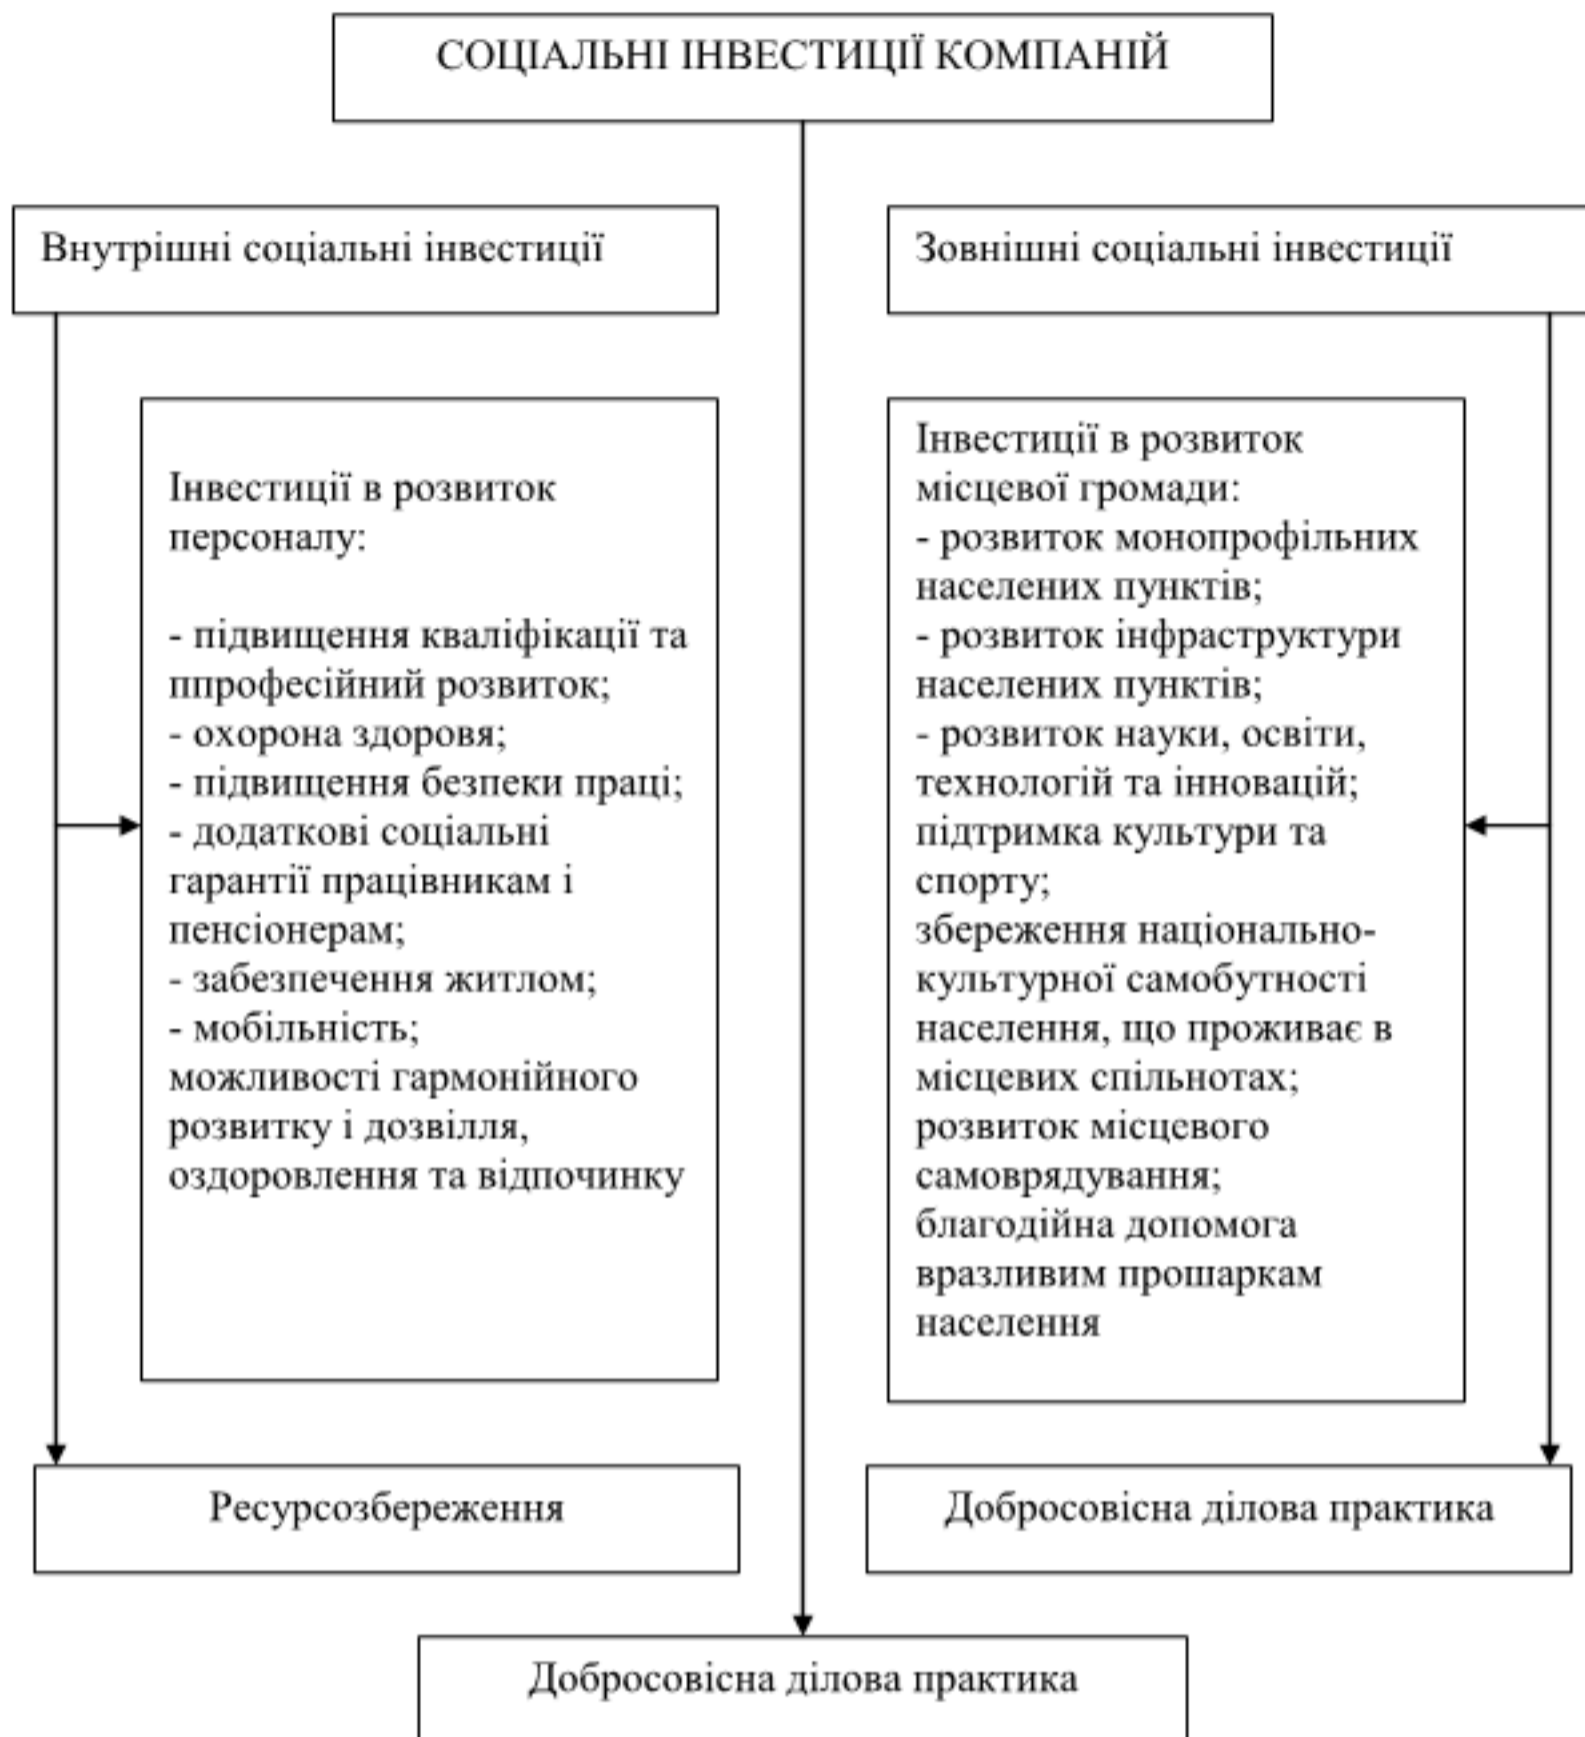 СОЦІАЛЬНІ ІНВЕСТИЦІЇ КОМПАНІЙ
Внутрішні соціальні інвестиції
Інвестиції в розвиток
персоналу:
- підвищення кваліфікації та
ппрофесійний розвиток;
- охорона здоровя;
- підвищення безпеки праці;
- додаткові соціальні
гарантії працівникам і
пенсіонерам;
- забезпечення житлом;
- мобільність;
можливості гармонійного
розвитку і дозвілля,
оздоровлення та відпочинку
Ресурсозбереження
Зовнішні соціальні інвестиції
Інвестиції в розвиток
місцевої громади:
- розвиток монопрофільних
населених пунктів;
- розвиток інфраструктури
населених пунктів;
- розвиток науки, освіти,
технологій та інновацій;
підтримка культури та
спорту;
збереження національно-
культурної самобутності
населення, що проживає в
місцевих спільнотах;
розвиток місцевого
самоврядування;
благодійна допомога
вразливим прошаркам
населення
Добросовісна ділова практика
Добросовісна ділова практика